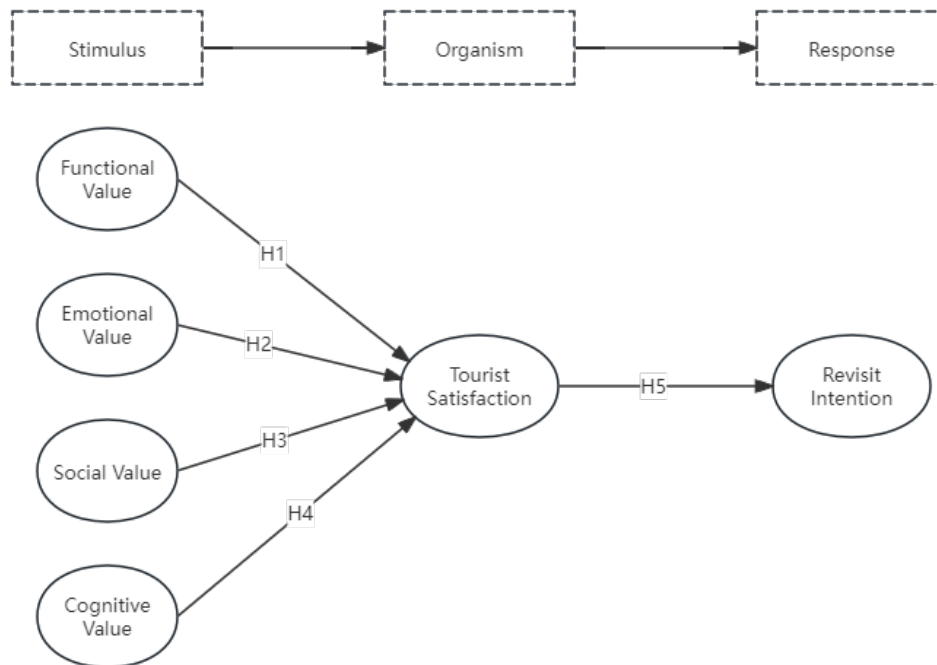 Stimulus
Organism
Response
Functional
Value
H1
Emotional
Value
H2
Tourist
Satisfaction
H5
Revisit
Intention
Social Value
H3
H4
Cognitive
Value